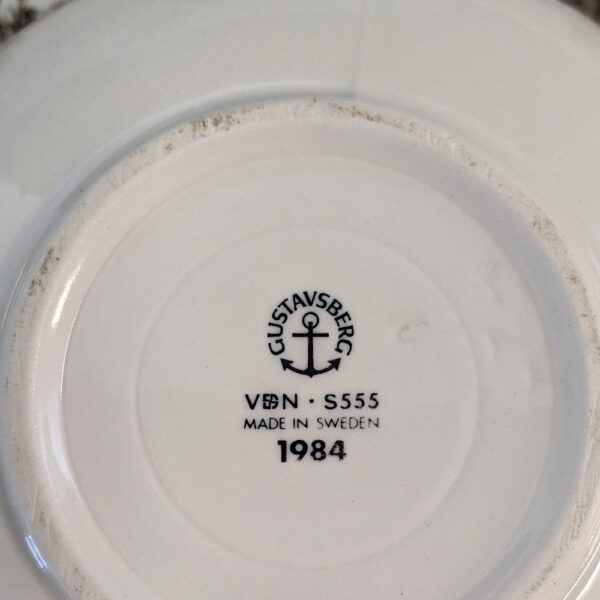 GUSTAVSBERG
VDN · S555
MADE IN SWEDEN
1984